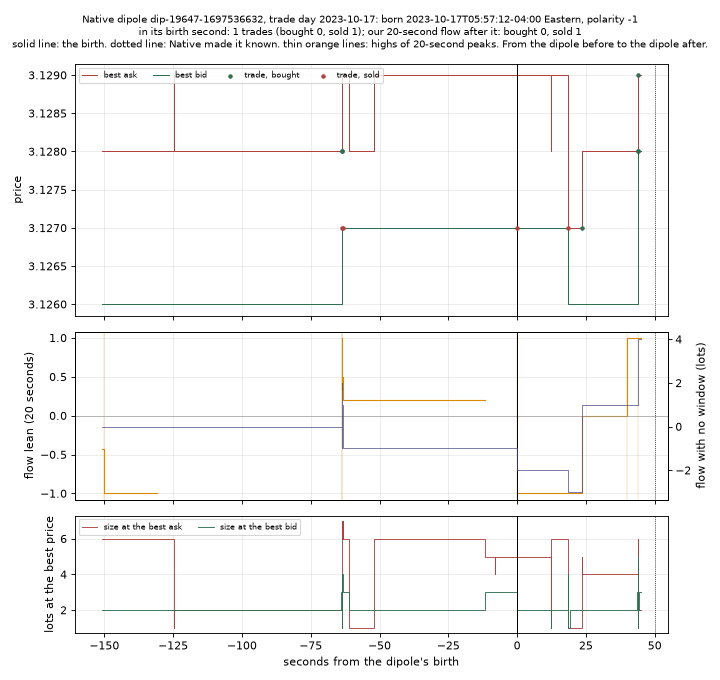 Native dipole dip-19647-1697536632, trade day 2023-10-17: born 2023-10-17T05:57:12-04:00 Eastern, polarity -1
in its birth second: 1 trades (bought 0, sold 1); our 20-second flow after it: bought 0, sold 1
solid line: the birth. dotted line: Native made it known. thin orange lines: highs of 20-second peaks. From the dipole before to the dipole after.
best ask
best bid
trade, bought
trade, sold
3.1290
3.1285
3.1280
3.1275
3.1270
3.1265
3.1260
price
1.0
0.5
0.0
−0.5
−1.0
flow lean (20 seconds)
4
2
0
−2
flow with no window (lots)
size at the best ask
size at the best bid
6
4
2
lots at the best price
−150
−125
−100
−75
−50
−25
0
25
50
seconds from the dipole's birth